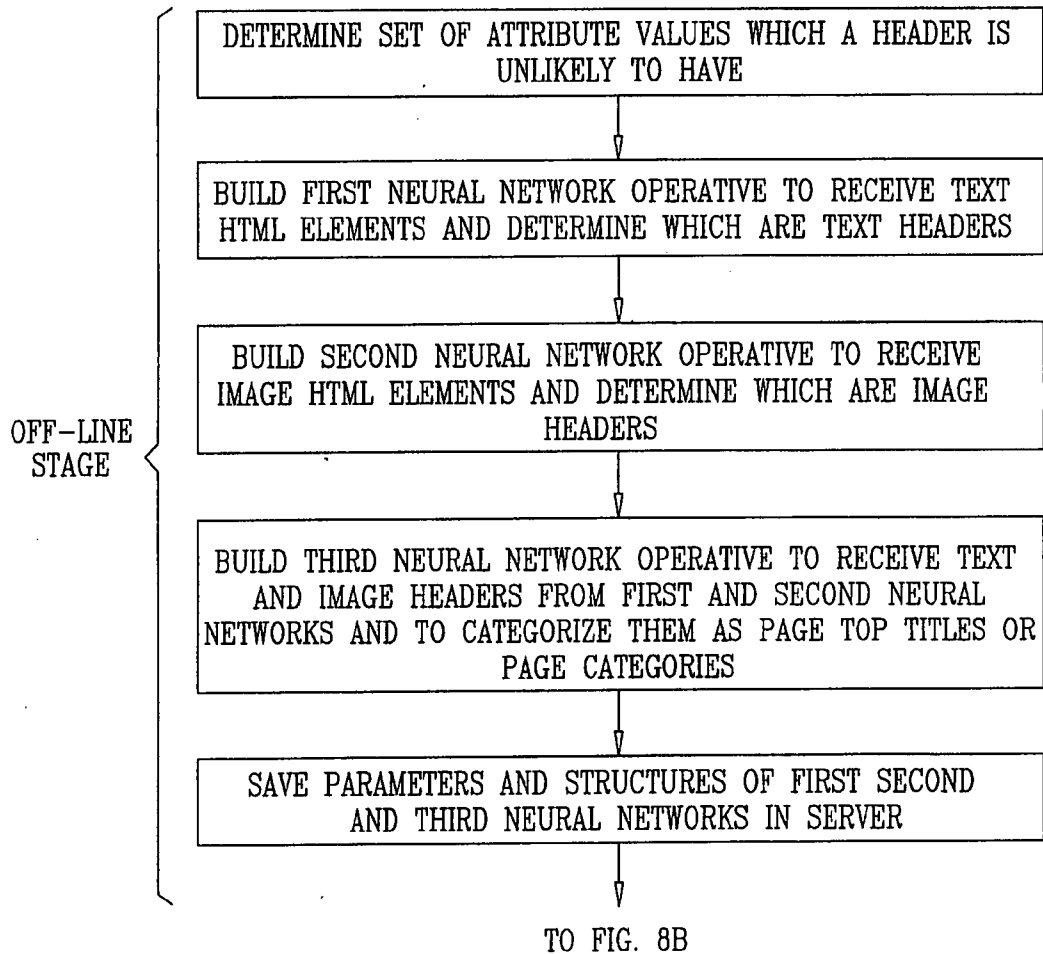 DETERMINE SET OF ATTRIBUTE VALUES WHICH A HEADER IS
UNLIKELY TO HAVE
BUILD FIRST NEURAL NETWORK OPERATIVE TO RECEIVE TEXT
HTML ELEMENTS AND DETERMINE WHICH ARE TEXT HEADERS
BUILD SECOND NEURAL NETWORK OPERATIVE TO RECEIVE
IMAGE HTML ELEMENTS AND DETERMINE WHICH ARE IMAGE
HEADERS
OFF-LINE
STAGE
BUILD THIRD NEURAL NETWORK OPERATIVE TO RECEIVE TEXT
AND IMAGE HEADERS FROM FIRST AND SECOND NEURAL
NETWORKS AND TO CATEGORIZE THEM AS PAGE TOP TITLES OR
PAGE CATEGORIES
SAVE PARAMETERS AND STRUCTURES OF FIRST SECOND
AND THIRD NEURAL NETWORKS IN SERVER
TO FIG. 8B